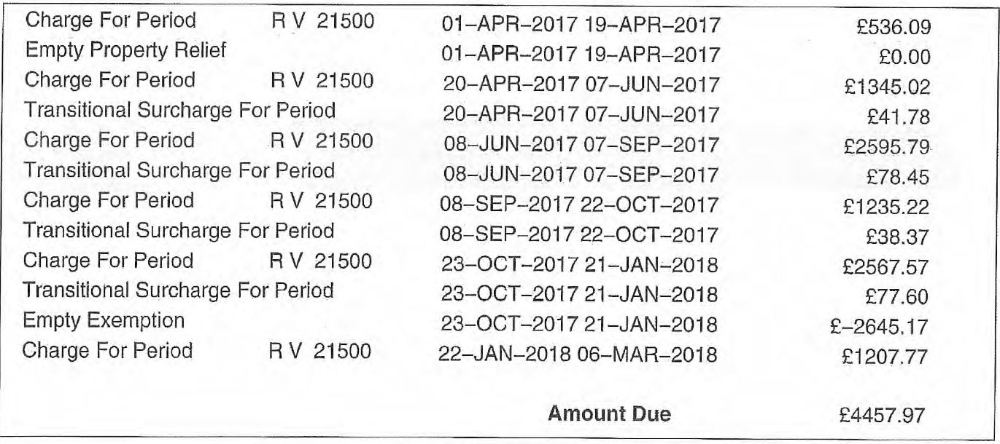 Charge For Period R V 21500 01-APR-2017 19-APR-2017 £536.09
Empty Property Relief 01-APR-2017 19-APR-2017 £0.00
Charge For Period R V 21500 20-APR-2017 07-JUN-2017 £1345.02
Transitional Surcharge For Period 20-APR-2017 07-JUN-2017 £41.78
Charge For Period R V 21500 08-JUN-2017 07-SEP-2017 £2595.79
Transitional Surcharge For Period 08-JUN-2017 07-SEP-2017 £78.45
Charge For Period R V 21500 08-SEP-2017 22-OCT-2017 £1235.22
Transitional Surcharge For Period 08-SEP-2017 22-OCT-2017 £38.37
Charge For Period R V 21500 23-OCT-2017 21-JAN-2018 £2567.57
Transitional Surcharge For Period 23-OCT-2017 21-JAN-2018 £77.60
Empty Exemption 23-OCT-2017 21-JAN-2018 £-2645.17
Charge For Period R V 21500 22-JAN-2018 06-MAR-2018 £1207.77
Amount Due £4457.97